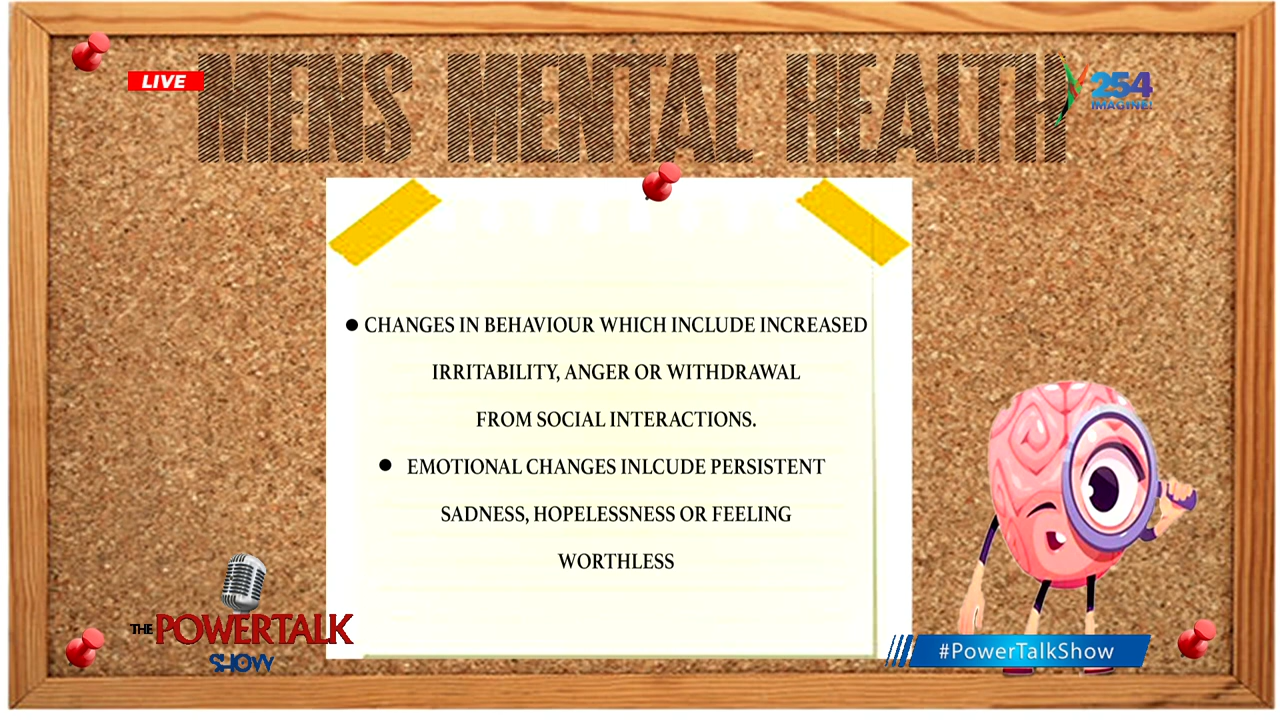 LIVE
MENS MENTAL HEALTH
Y254
IMAGINE!
● CHANGES IN BEHAVIOUR WHICH INCLUDE INCREASED
IRRITABILITY, ANGER OR WITHDRAWAL
FROM SOCIAL INTERACTIONS.
● EMOTIONAL CHANGES INLCUDE PERSISTENT
SADNESS, HOPELESSNESS OR FEELING
WORTHLESS
THE POWERTALK
SHOW
#PowerTalkShow